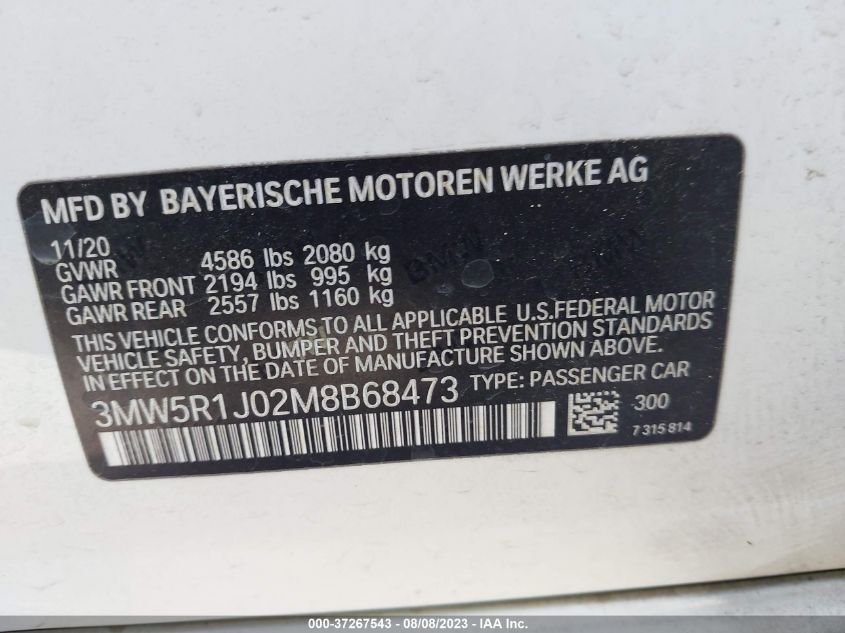 MFD BY BAYERISCHE MOTOREN WERKE AG
11/20
GVWR 4586 lbs 2080 kg
GAWR FRONT 2194 lbs 995 kg
GAWR REAR 2557 lbs 1160 kg
THIS VEHICLE CONFORMS TO ALL APPLICABLE U.S.FEDERAL MOTOR
VEHICLE SAFETY, BUMPER AND THEFT PREVENTION STANDARDS
IN EFFECT ON THE DATE OF MANUFACTURE SHOWN ABOVE.
3MW5R1J02M8B68473 TYPE: PASSENGER CAR
300
7 315 814
000-37267543 - 08/08/2023 - IAA Inc.